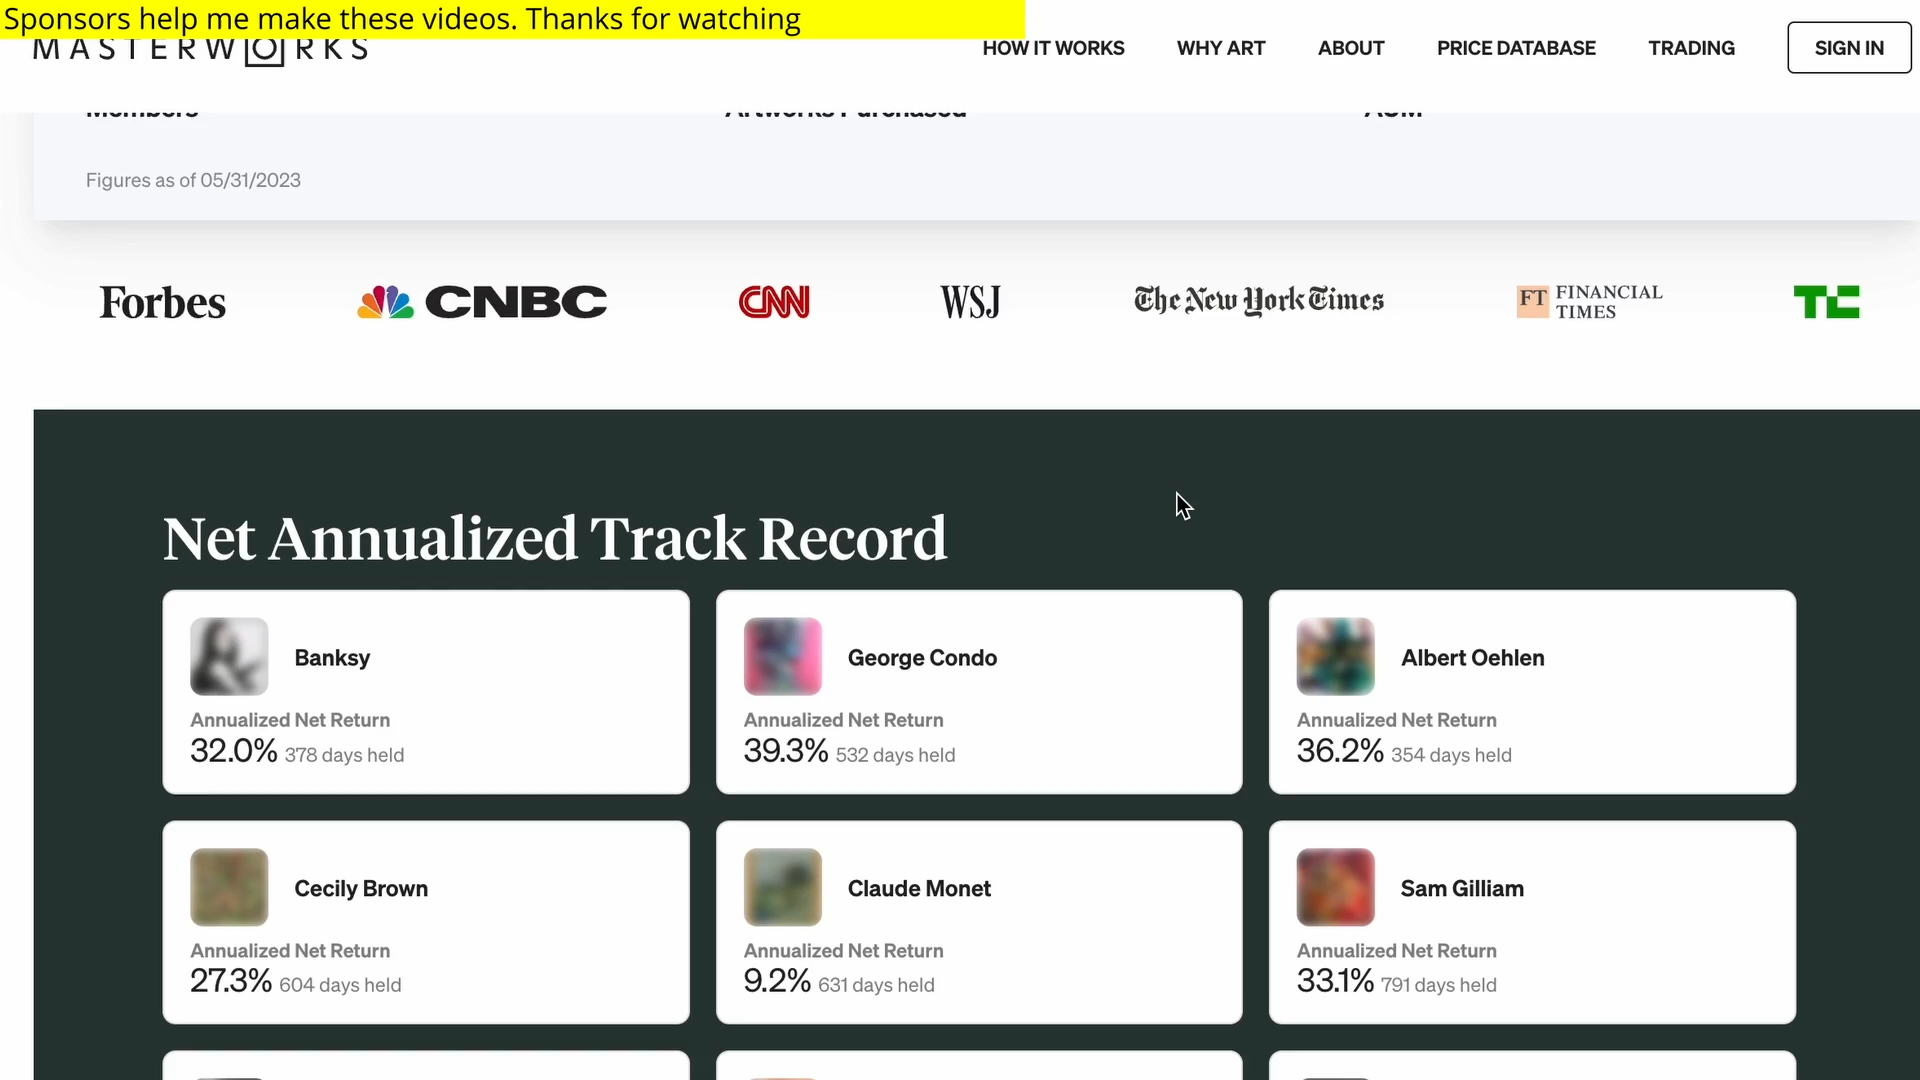 Sponsors help me make these videos. Thanks for watching
MASTERWORKS
HOW IT WORKS WHY ART ABOUT PRICE DATABASE TRADING SIGN IN
Members Artworks Purchased AUM
Figures as of 05/31/2023
Forbes CNBC CNN WSJ The New York Times FT FINANCIAL TIMES TC
Net Annualized Track Record
Banksy George Condo Albert Oehlen
Annualized Net Return Annualized Net Return Annualized Net Return
32.0% 378 days held 39.3% 532 days held 36.2% 354 days held
Cecily Brown Claude Monet Sam Gilliam
Annualized Net Return Annualized Net Return Annualized Net Return
27.3% 604 days held 9.2% 631 days held 33.1% 791 days held